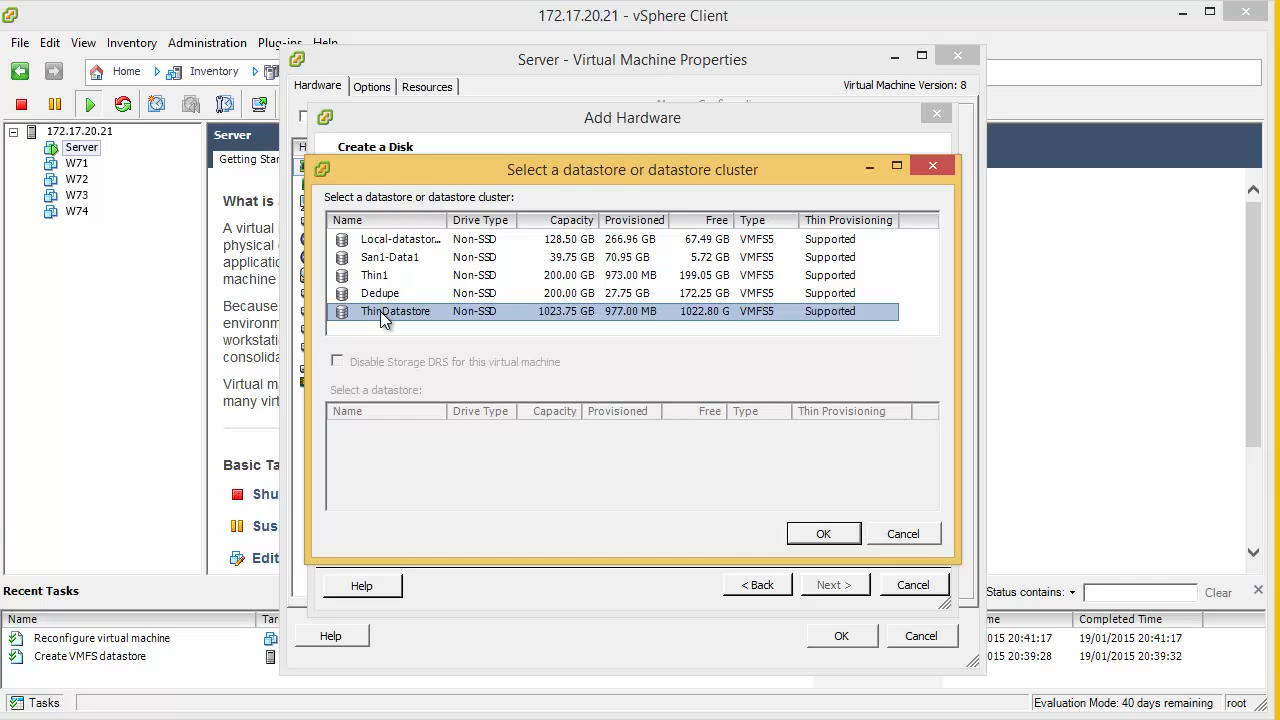 172.17.20.21 - vSphere Client
File Edit View Inventory Administration Plug-ins Help
Server - Virtual Machine Properties
Home Inventory
Hardware Options Resources Virtual Machine Version: 8
Add Hardware
172.17.20.21
Server
W71
W72
W73
W74
Server
Getting Star
Create a Disk
Select a datastore or datastore cluster
Select a datastore or datastore cluster:
Name Drive Type Capacity Provisioned Free Type Thin Provisioning
Local-datastor... Non-SSD 128.50 GB 266.96 GB 67.49 GB VMFS5 Supported
San1-Data1 Non-SSD 39.75 GB 70.95 GB 5.72 GB VMFS5 Supported
Thin1 Non-SSD 200.00 GB 973.00 MB 199.05 GB VMFS5 Supported
Dedupe Non-SSD 200.00 GB 27.75 GB 172.25 GB VMFS5 Supported
ThinDatastore Non-SSD 1023.75 GB 977.00 MB 1022.80 G VMFS5 Supported
Disable Storage DRS for this virtual machine
Select a datastore:
Name Drive Type Capacity Provisioned Free Type Thin Provisioning
OK Cancel
What is a
A virtual
physical
applicatio
machine
Because
environm
workstati
consolida
Virtual ma
many virt
Basic Ta
Shu
Sus
Edit
Help < Back Next > Cancel
Help OK Cancel
Recent Tasks
Status contains: Clear
Name Tar me Completed Time
Reconfigure virtual machine 015 20:41:17 19/01/2015 20:41:17
Create VMFS datastore 015 20:39:28 19/01/2015 20:39:32
Tasks Evaluation Mode: 40 days remaining root